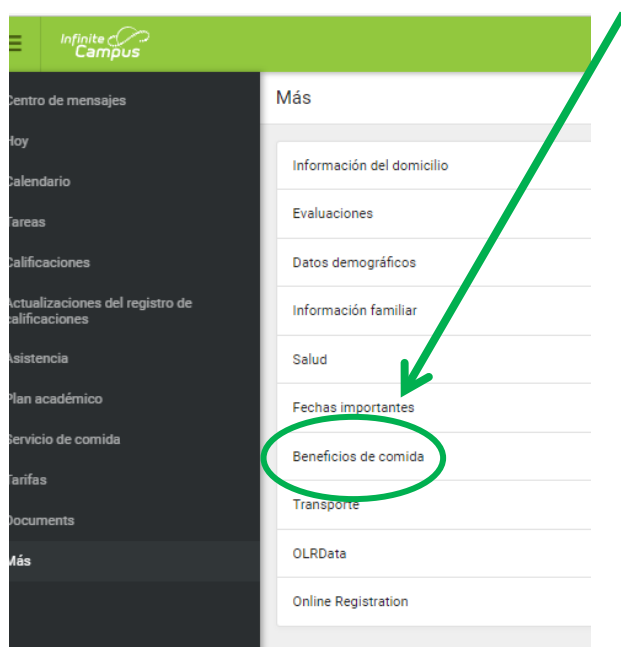 Infinite
Campus
Centro de mensajes
Hoy
Calendario
Tareas
Calificaciones
Actualizaciones del registro de
calificaciones
Asistencia
Plan académico
Servicio de comida
Tarifas
Documents
Más
Más
Información del domicilio
Evaluaciones
Datos demográficos
Información familiar
Salud
Fechas importantes
Beneficios de comida
Transporte
OLRData
Online Registration